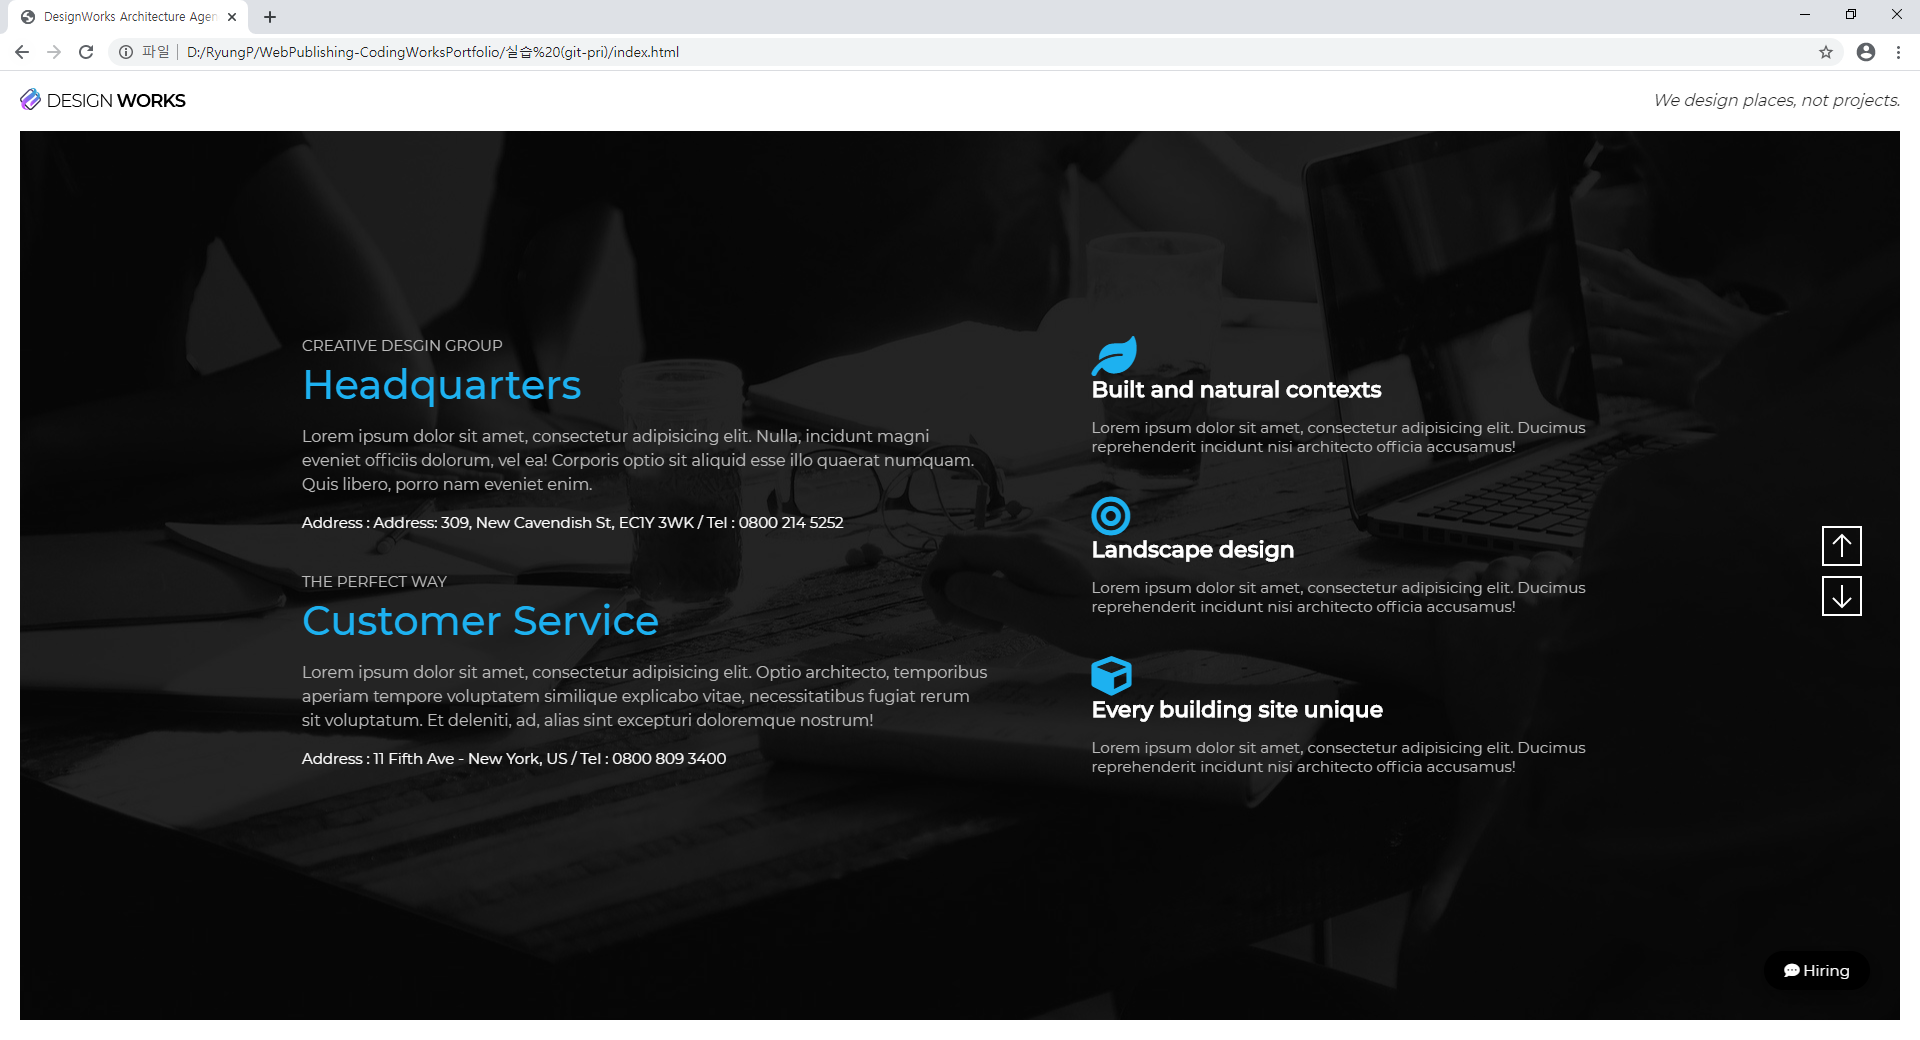 DesignWorks Architecture Agen
파일
D:/RyungP/WebPublishing-CodingWorksPortfolio/실습%20(git-pri)/index.html
DESIGN WORKS
We design places, not projects.
CREATIVE DESGIN GROUP
Headquarters
Lorem ipsum dolor sit amet, consectetur adipisicing elit. Nulla, incidunt magni
eveniet officiis dolorum, vel ea! Corporis optio sit aliquid esse illo quaerat numquam.
Quis libero, porro nam eveniet enim.
Address : Address: 309, New Cavendish St, EC1Y 3WK / Tel : 0800 214 5252
THE PERFECT WAY
Customer Service
Lorem ipsum dolor sit amet, consectetur adipisicing elit. Optio architecto, temporibus
aperiam tempore voluptatem similique explicabo vitae, necessitatibus fugiat rerum
sit voluptatum. Et deleniti, ad, alias sint excepturi doloremque nostrum!
Address : 11 Fifth Ave - New York, US / Tel : 0800 809 3400
Built and natural contexts
Lorem ipsum dolor sit amet, consectetur adipisicing elit. Ducimus
reprehenderit incidunt nisi architecto officia accusamus!
Landscape design
Lorem ipsum dolor sit amet, consectetur adipisicing elit. Ducimus
reprehenderit incidunt nisi architecto officia accusamus!
Every building site unique
Lorem ipsum dolor sit amet, consectetur adipisicing elit. Ducimus
reprehenderit incidunt nisi architecto officia accusamus!
Hiring